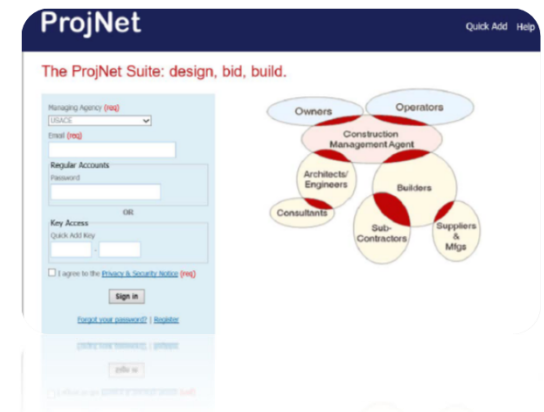 ProjNet
Quick Add Help
The ProjNet Suite: design, bid, build.
Managing Agency (req)
USACE
Email (req)
Regular Accounts
Password
OR
Key Access
Quick Add Key
-
I agree to the Privacy & Security Notice (req)
Sign in
Forgot your password? | Register
Owners
Operators
Construction
Management Agent
Architects/
Engineers
Builders
Consultants
Sub-
Contractors
Suppliers
&
Mfgs